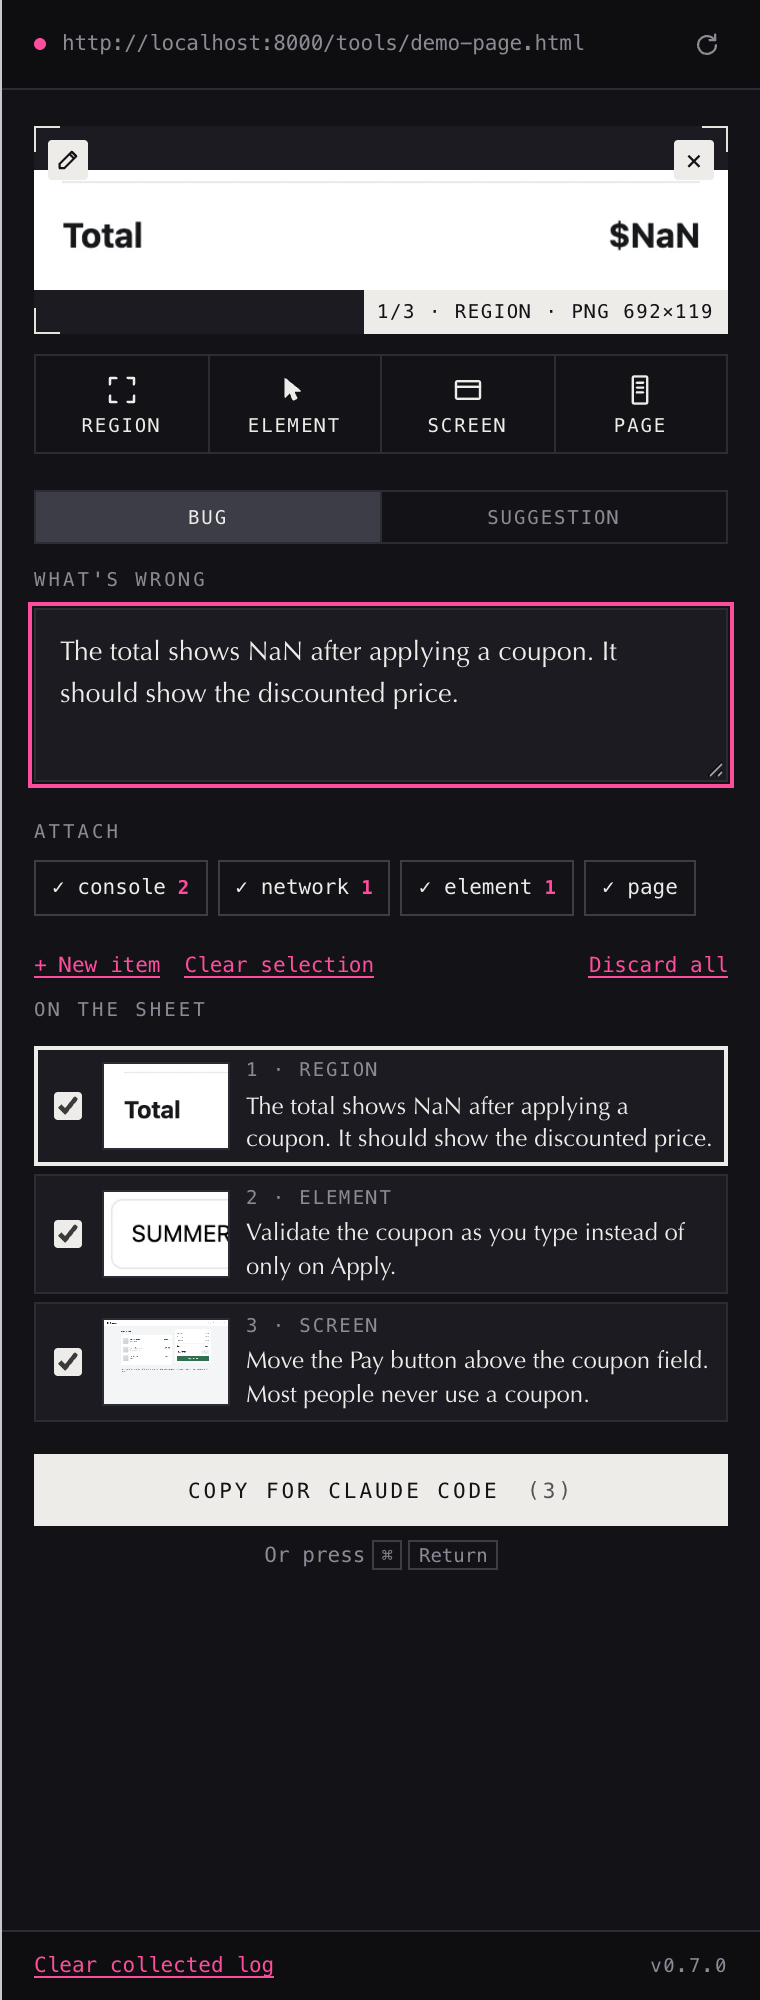 http://localhost:8000/tools/demo-page.html
Total $NaN
1/3 · REGION · PNG 692×119
REGION ELEMENT SCREEN PAGE
BUG SUGGESTION
WHAT'S WRONG
The total shows NaN after applying a coupon. It
should show the discounted price.
ATTACH
✓ console 2 ✓ network 1 ✓ element 1 ✓ page
+ New item Clear selection Discard all
ON THE SHEET
1 · REGION
Total
The total shows NaN after applying a
coupon. It should show the discounted price.
2 · ELEMENT
SUMMER
Validate the coupon as you type instead of
only on Apply.
3 · SCREEN
Move the Pay button above the coupon field.
Most people never use a coupon.
COPY FOR CLAUDE CODE (3)
Or press ⌘ Return
Clear collected log v0.7.0